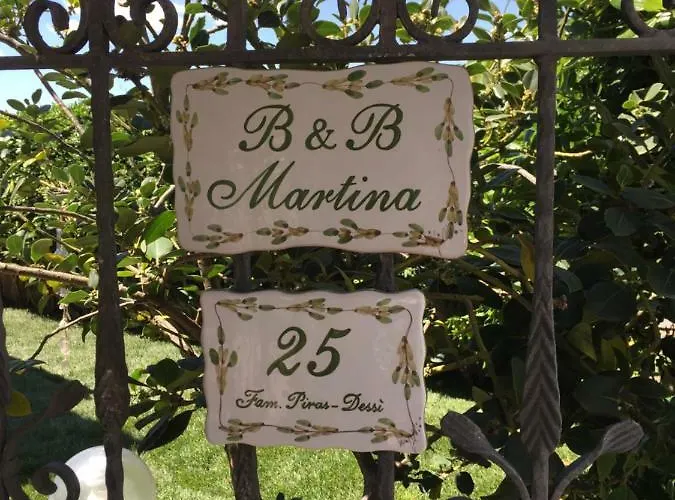 B & B
Martina
25
Fam. Piras-Dessì